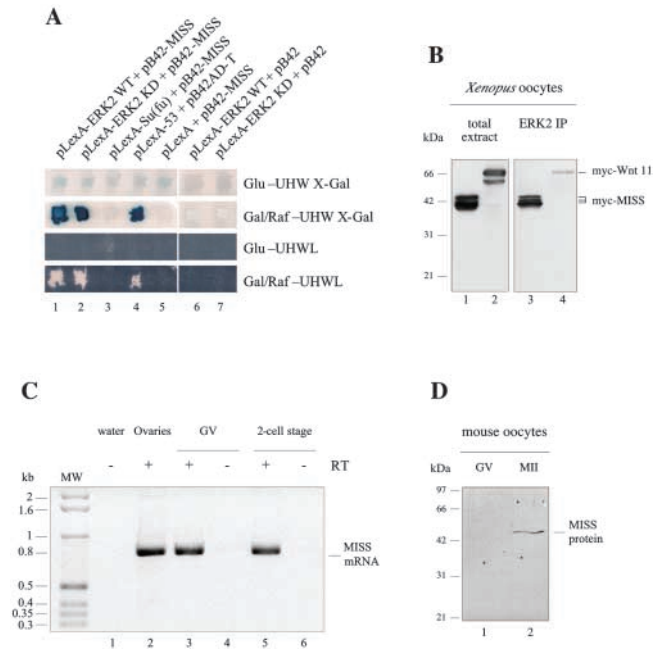 A
pLexA-ERK2 WT + pB42-MISS
pLexA-ERK2 KD + pB42-MISS
pLexA-Su(fu) + pB42-MISS
pLexA-53 + pB42AD-T
pLexA + pB42-MISS
pLexA-ERK2 WT + pB42
pLexA-ERK2 KD + pB42
Glu –UHW X-Gal
Gal/Raf –UHW X-Gal
Glu –UHWL
Gal/Raf –UHWL
1 2 3 4 5 6 7
B
Xenopus oocytes
total extract
ERK2 IP
kDa
66
42
31
21
myc-Wnt 11
myc-MISS
1 2 3 4
C
water Ovaries GV 2-cell stage
- + + - + - RT
kb MW
2
1.6
1
0.8
0.5
0.4
0.35
0.3
MISS mRNA
1 2 3 4 5 6
D
mouse oocytes
kDa GV MII
97
66
42
31
21
MISS protein
1 2